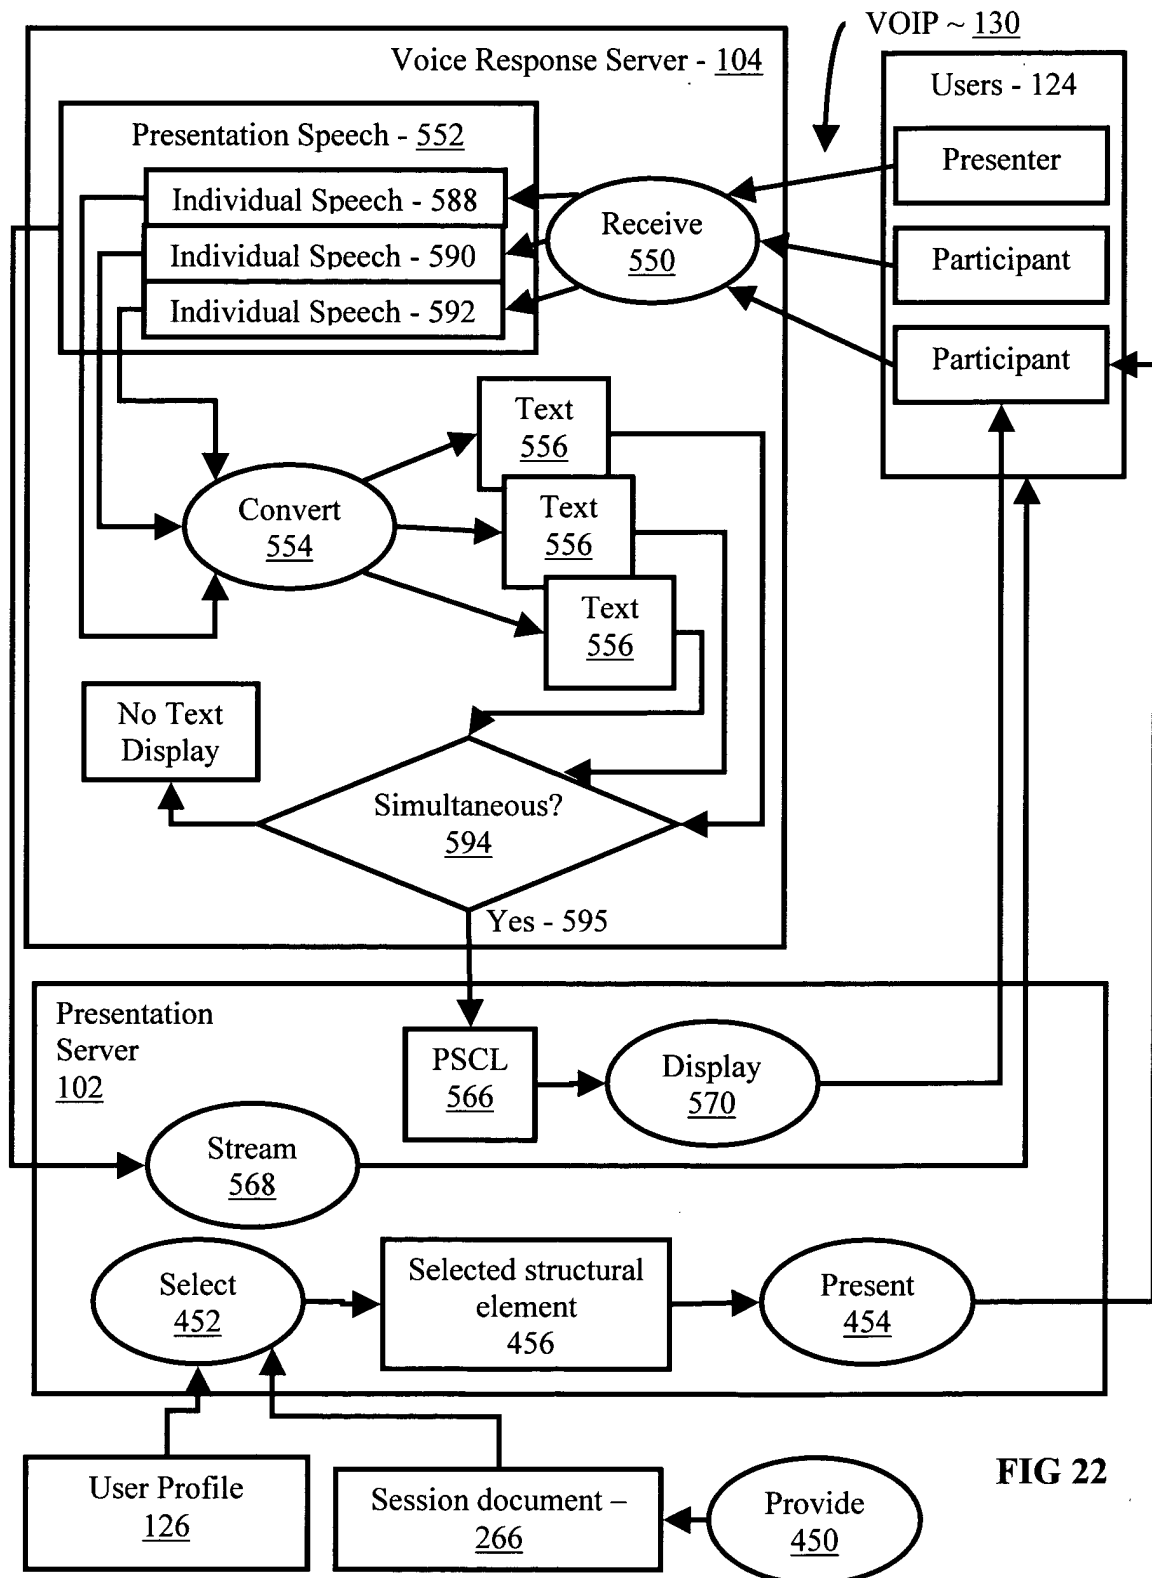 VOIP ~ 130
Voice Response Server - 104
Users - 124
Presentation Speech - 552
Presenter
Individual Speech - 588
Receive
550
Individual Speech - 590
Participant
Individual Speech - 592
Participant
Text
556
Convert
554
Text
556
Text
556
No Text
Display
Simultaneous?
594
Yes - 595
Presentation
Server
102
PSCL
566
Display
570
Stream
568
Select
452
Selected structural
element
456
Present
454
User Profile
126
Session document –
266
Provide
450
FIG 22